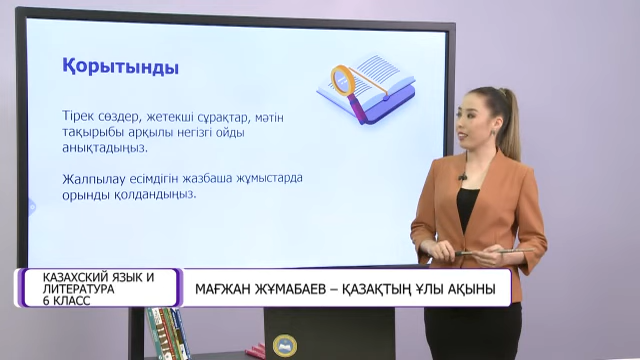 Қорытынды
Тірек сөздер, жетекші сұрақтар, мәтін
тақырыбы арқылы негізгі ойды
анықтадыңыз.
Жалпылау есімдігін жазбаша жұмыстарда
орынды қолдандыңыз.
КАЗАХСКИЙ ЯЗЫК И
ЛИТЕРАТУРА
6 КЛАСС
МАҒЖАН ЖҰМАБАЕВ – ҚАЗАҚТЫҢ ҰЛЫ АҚЫНЫ